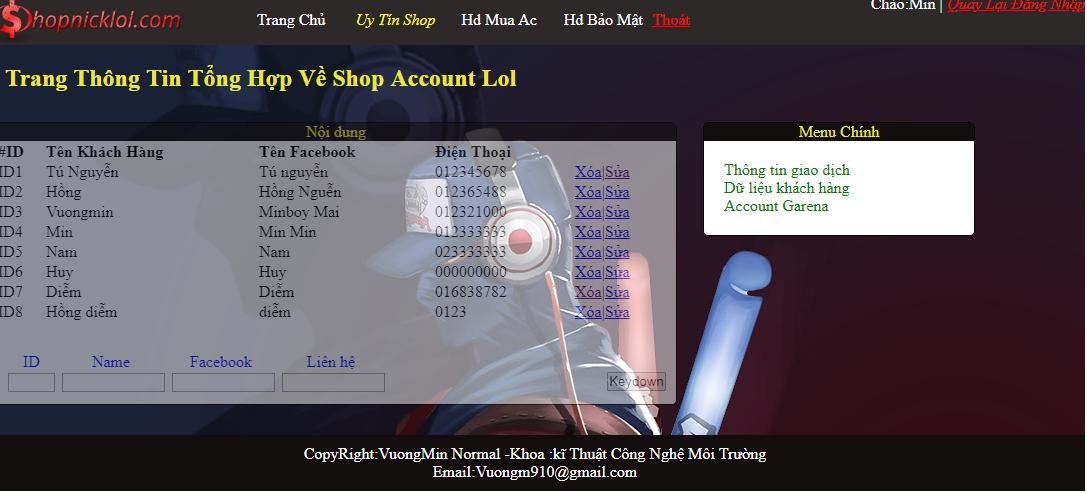 Chào:Min | Quay Lại Đăng Nhập
Shopnicklol.com
Trang Chủ Uy Tín Shop Hd Mua Ac Hd Bảo Mật Thoát
Trang Thông Tin Tổng Hợp Về Shop Account Lol
Nội dung
#ID Tên Khách Hàng Tên Facebook Điện Thoại
ID1 Tú Nguyễn Tú nguyễn 012345678 Xóa|Sửa
ID2 Hồng Hồng Nguễn 012365488 Xóa|Sửa
ID3 Vuongmin Minboy Mai 012321000 Xóa|Sửa
ID4 Min Min Min 012333333 Xóa|Sửa
ID5 Nam Nam 023333333 Xóa|Sửa
ID6 Huy Huy 000000000 Xóa|Sửa
ID7 Diễm Diễm 016838782 Xóa|Sửa
ID8 Hồng diễm diễm 0123 Xóa|Sửa
ID Name Facebook Liên hệ
Keydown
Menu Chính
Thông tin giao dịch
Dữ liệu khách hàng
Account Garena
CopyRight:VuongMin Normal -Khoa :kĩ Thuật Công Nghệ Môi Trường
Email:Vuongm910@gmail.com